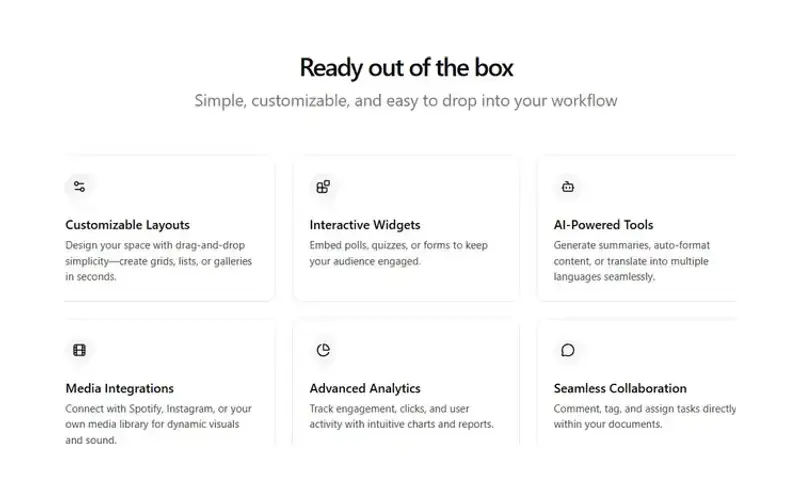 Ready out of the box
Simple, customizable, and easy to drop into your workflow
Customizable Layouts
Design your space with drag-and-drop
simplicity—create grids, lists, or galleries
in seconds.
Interactive Widgets
Embed polls, quizzes, or forms to keep
your audience engaged.
AI-Powered Tools
Generate summaries, auto-format
content, or translate into multiple
languages seamlessly.
Media Integrations
Connect with Spotify, Instagram, or your
own media library for dynamic visuals
and sound.
Advanced Analytics
Track engagement, clicks, and user
activity with intuitive charts and reports.
Seamless Collaboration
Comment, tag, and assign tasks directly
within your documents.